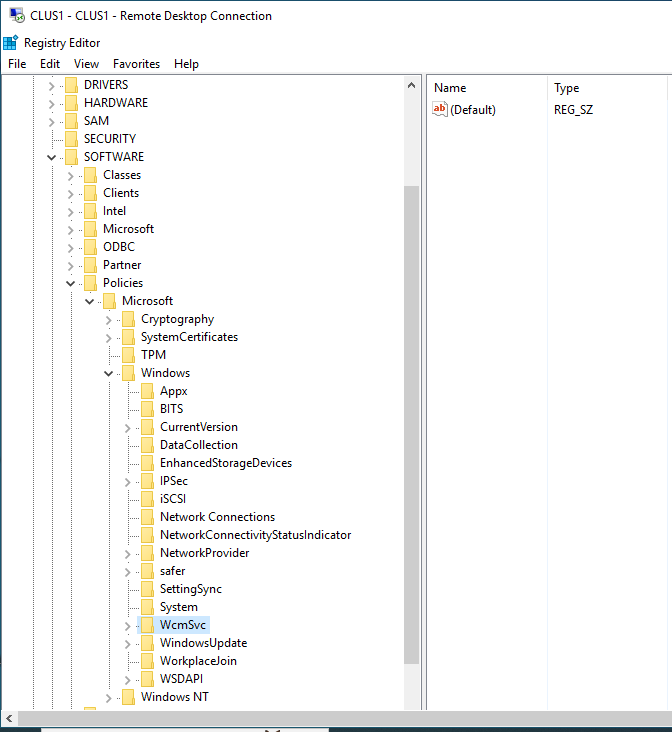 CLUS1 - CLUS1 - Remote Desktop Connection
Registry Editor
File Edit View Favorites Help
DRIVERS
HARDWARE
SAM
SECURITY
SOFTWARE
Classes
Clients
Intel
Microsoft
ODBC
Partner
Policies
Microsoft
Cryptography
SystemCertificates
TPM
Windows
Appx
BITS
CurrentVersion
DataCollection
EnhancedStorageDevices
IPSec
iSCSI
Network Connections
NetworkConnectivityStatusIndicator
NetworkProvider
safer
SettingSync
System
WcmSvc
WindowsUpdate
WorkplaceJoin
WSDAPI
Windows NT
Name Type
ab (Default) REG_SZ